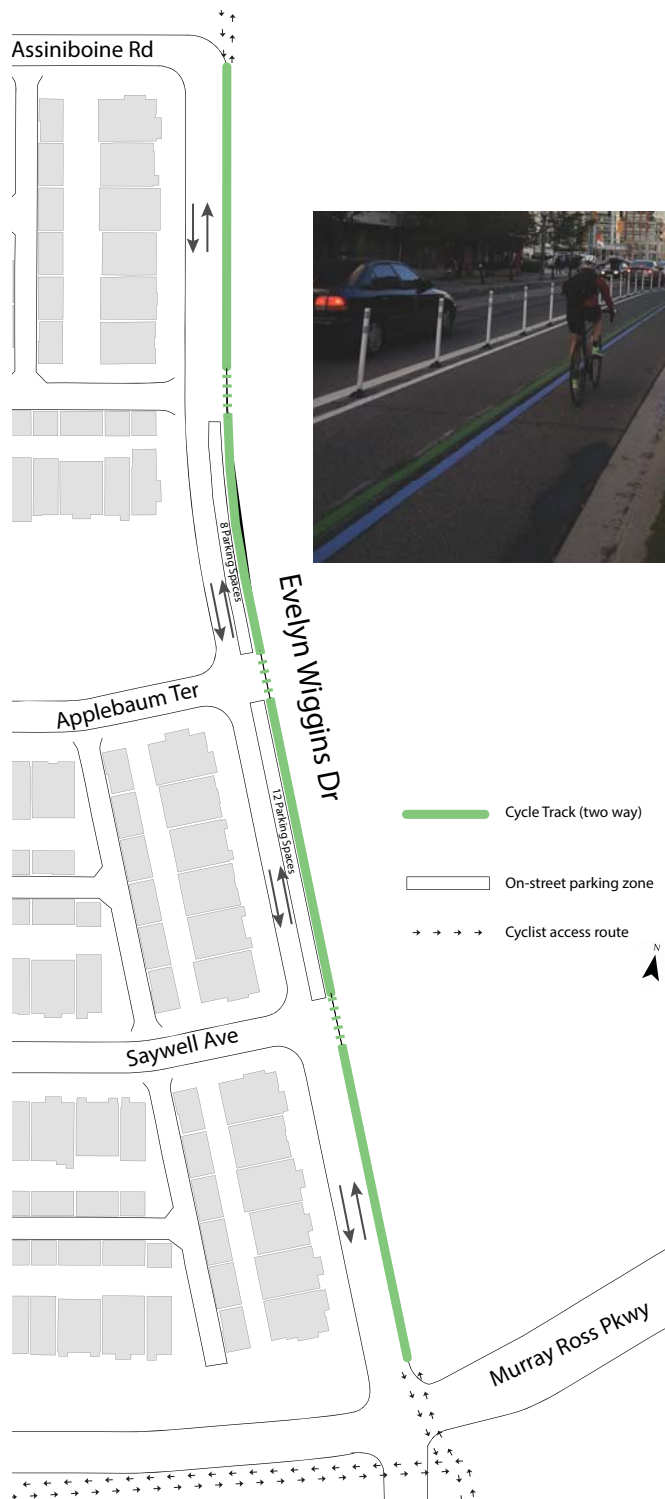 Assiniboine Rd
8 Parking Spaces
Evelyn Wiggins Dr
Applebaum Ter
12 Parking Spaces
Cycle Track (two way)
On-street parking zone
Cyclist access route
N
Saywell Ave
Murray Ross Pkwy